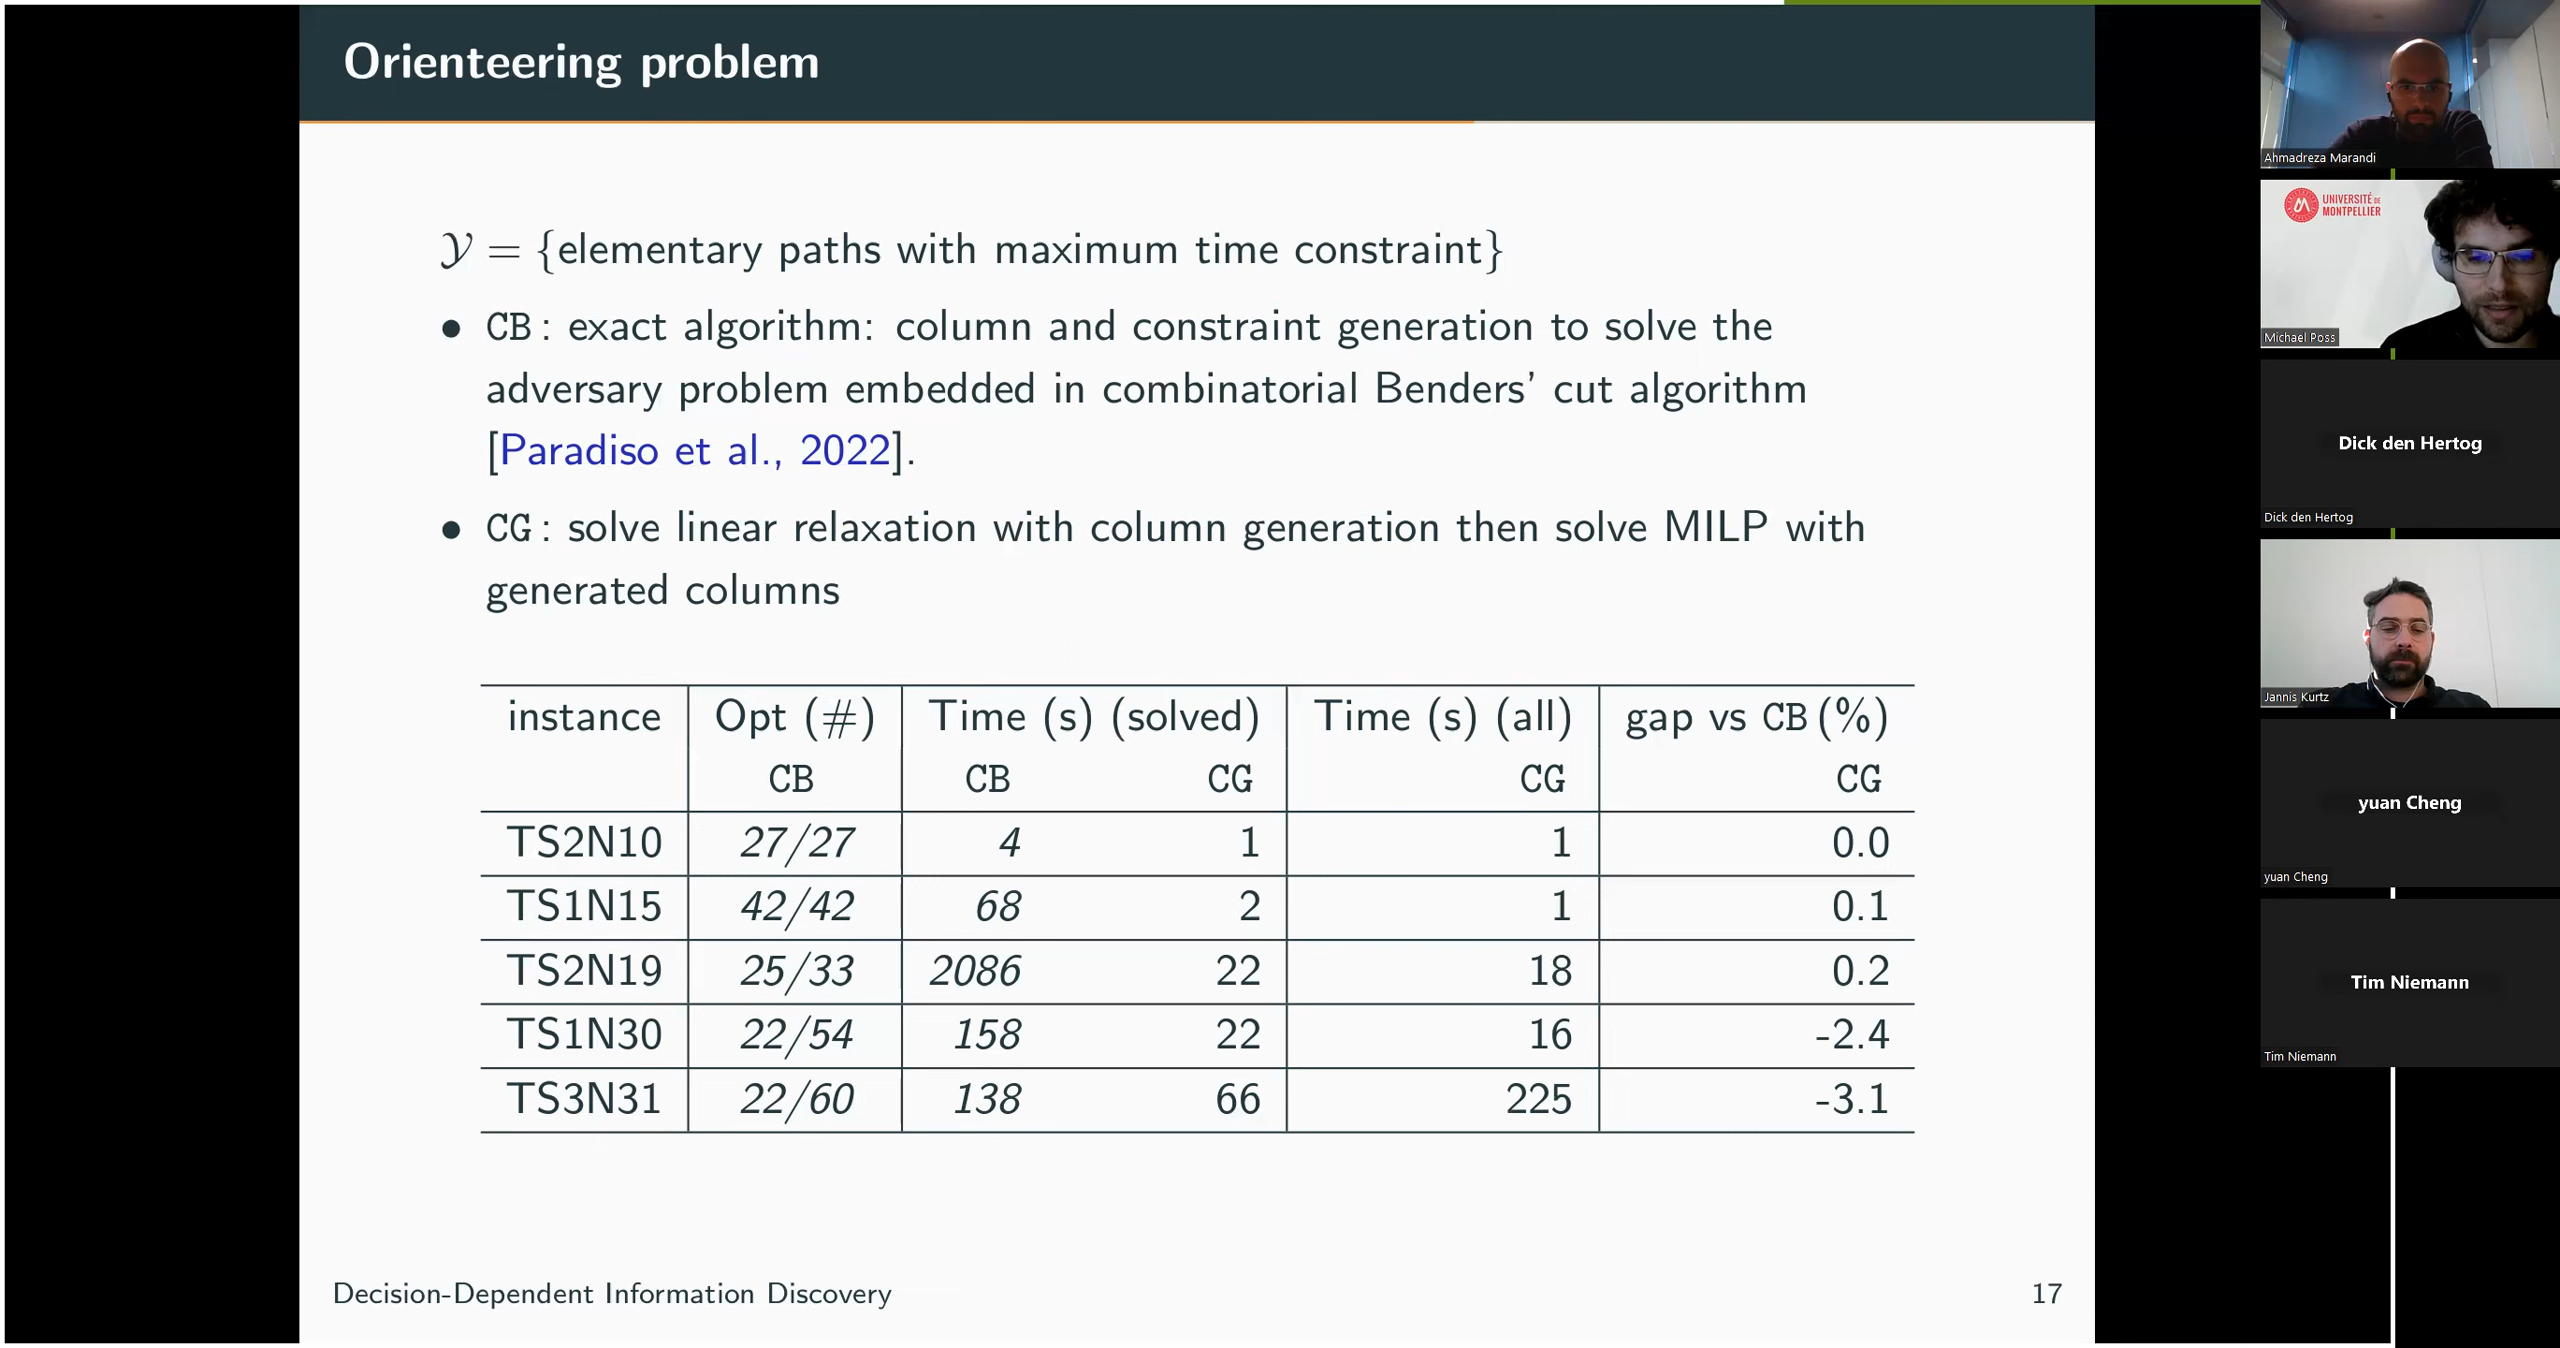 Orienteering problem
𝒴 = {elementary paths with maximum time constraint}
• CB: exact algorithm: column and constraint generation to solve the
adversary problem embedded in combinatorial Benders' cut algorithm
[Paradiso et al., 2022].
• CG: solve linear relaxation with column generation then solve MILP with
generated columns
instance Opt (#) Time (s) (solved) Time (s) (all) gap vs CB (%)
CB CB CG CG CG
TS2N10 27/27 4 1 1 0.0
TS1N15 42/42 68 2 1 0.1
TS2N19 25/33 2086 22 18 0.2
TS1N30 22/54 158 22 16 -2.4
TS3N31 22/60 138 66 225 -3.1
Decision-Dependent Information Discovery 17
Ahmadreza Marandi
UNIVERSITÉ DE
MONTPELLIER
Michael Poss
Dick den Hertog
Dick den Hertog
Jannis Kurtz
yuan Cheng
yuan Cheng
Tim Niemann
Tim Niemann